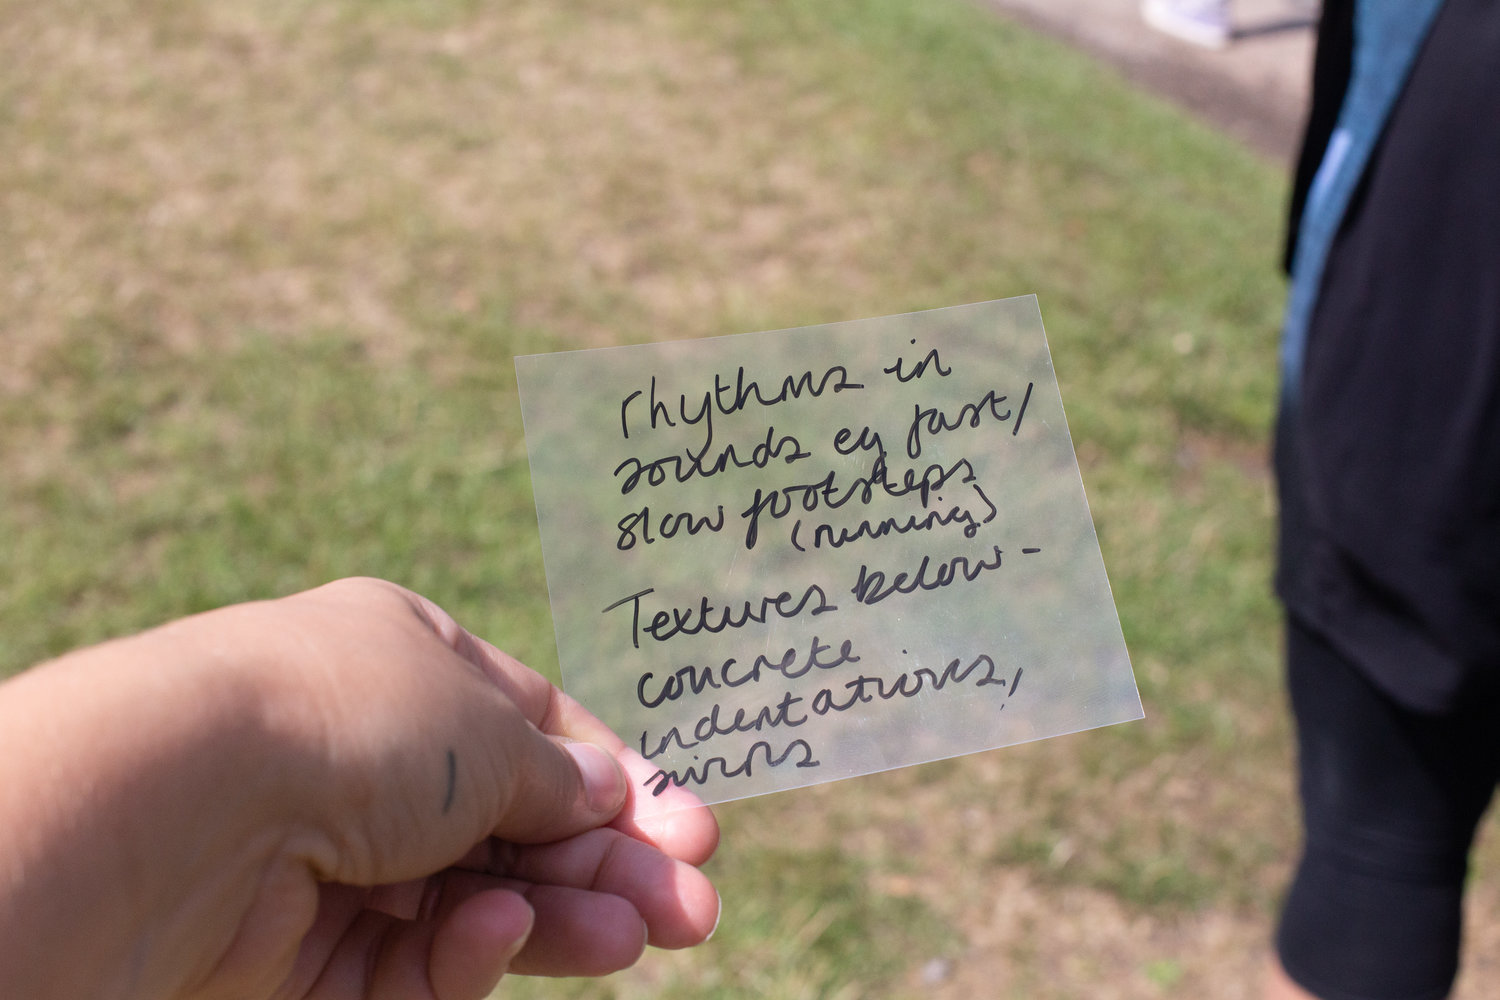 rhythms in
sounds eg fast/
slow footsteps
(running)
Textures below -
concrete
indentations,